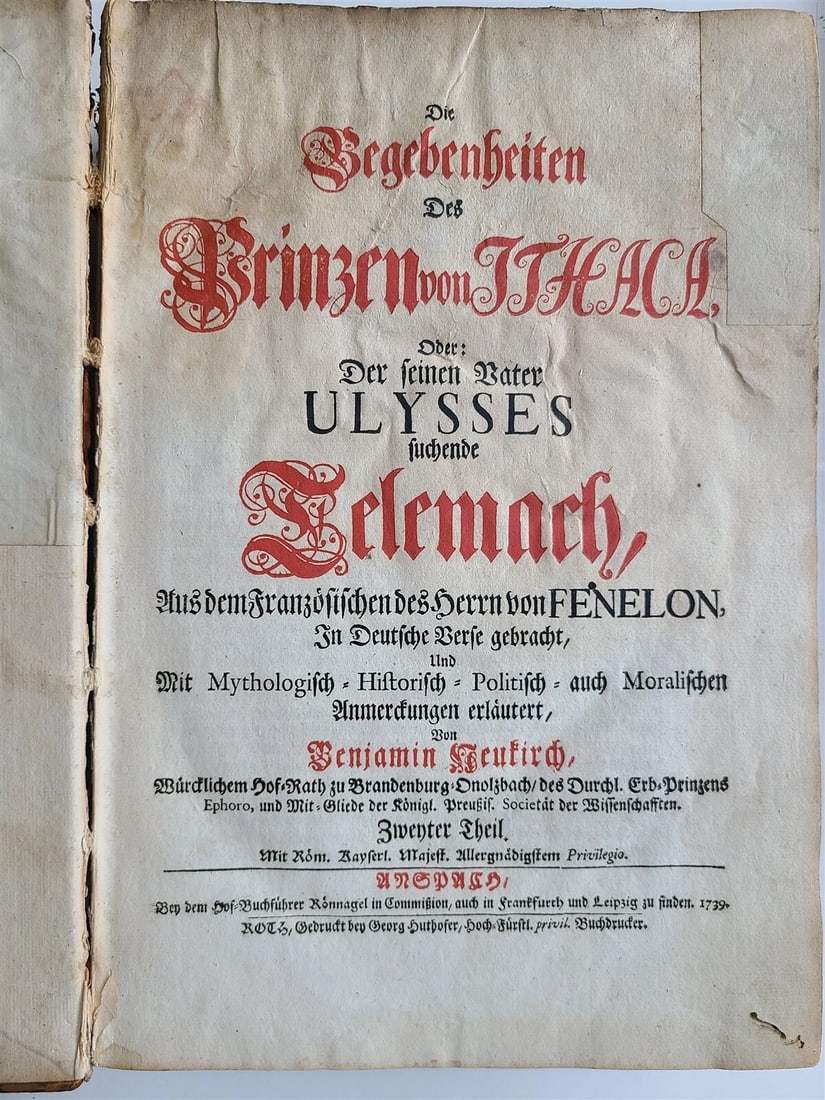 Die
Begebenheiten
Des
Prinzen von ITHACA,
Oder:
Der seinen Vater
ULYSSES
suchende
Telemach,
Aus dem Französischen des Herrn von FENELON,
In Deutsche Verse gebracht,
Und
Mit Mythologisch- Historisch- Politisch- auch Moralischen
Anmerckungen erläutert,
Von
Benjamin Neukirch,
Würcklichem Hof-Rath zu Brandenburg-Onolzbach, des Durchl. Erb-Prinzens
Ephoro, und Mit-Gliede der Königl. Preußis. Societät der Wissenschafften.
Zweyter Theil.
Mit Röm. Kayserl. Majest. Allergnädigstem Privilegio.
ANSPACH,
Bey dem Hof-Buchführer Rönnagel in Commißion, auch in Franckfurth und Leipzig zu finden. 1739.
ROTH, Gedruckt bey Georg Huthofer, Hoch-Fürstl. privil. Buchdrucker.